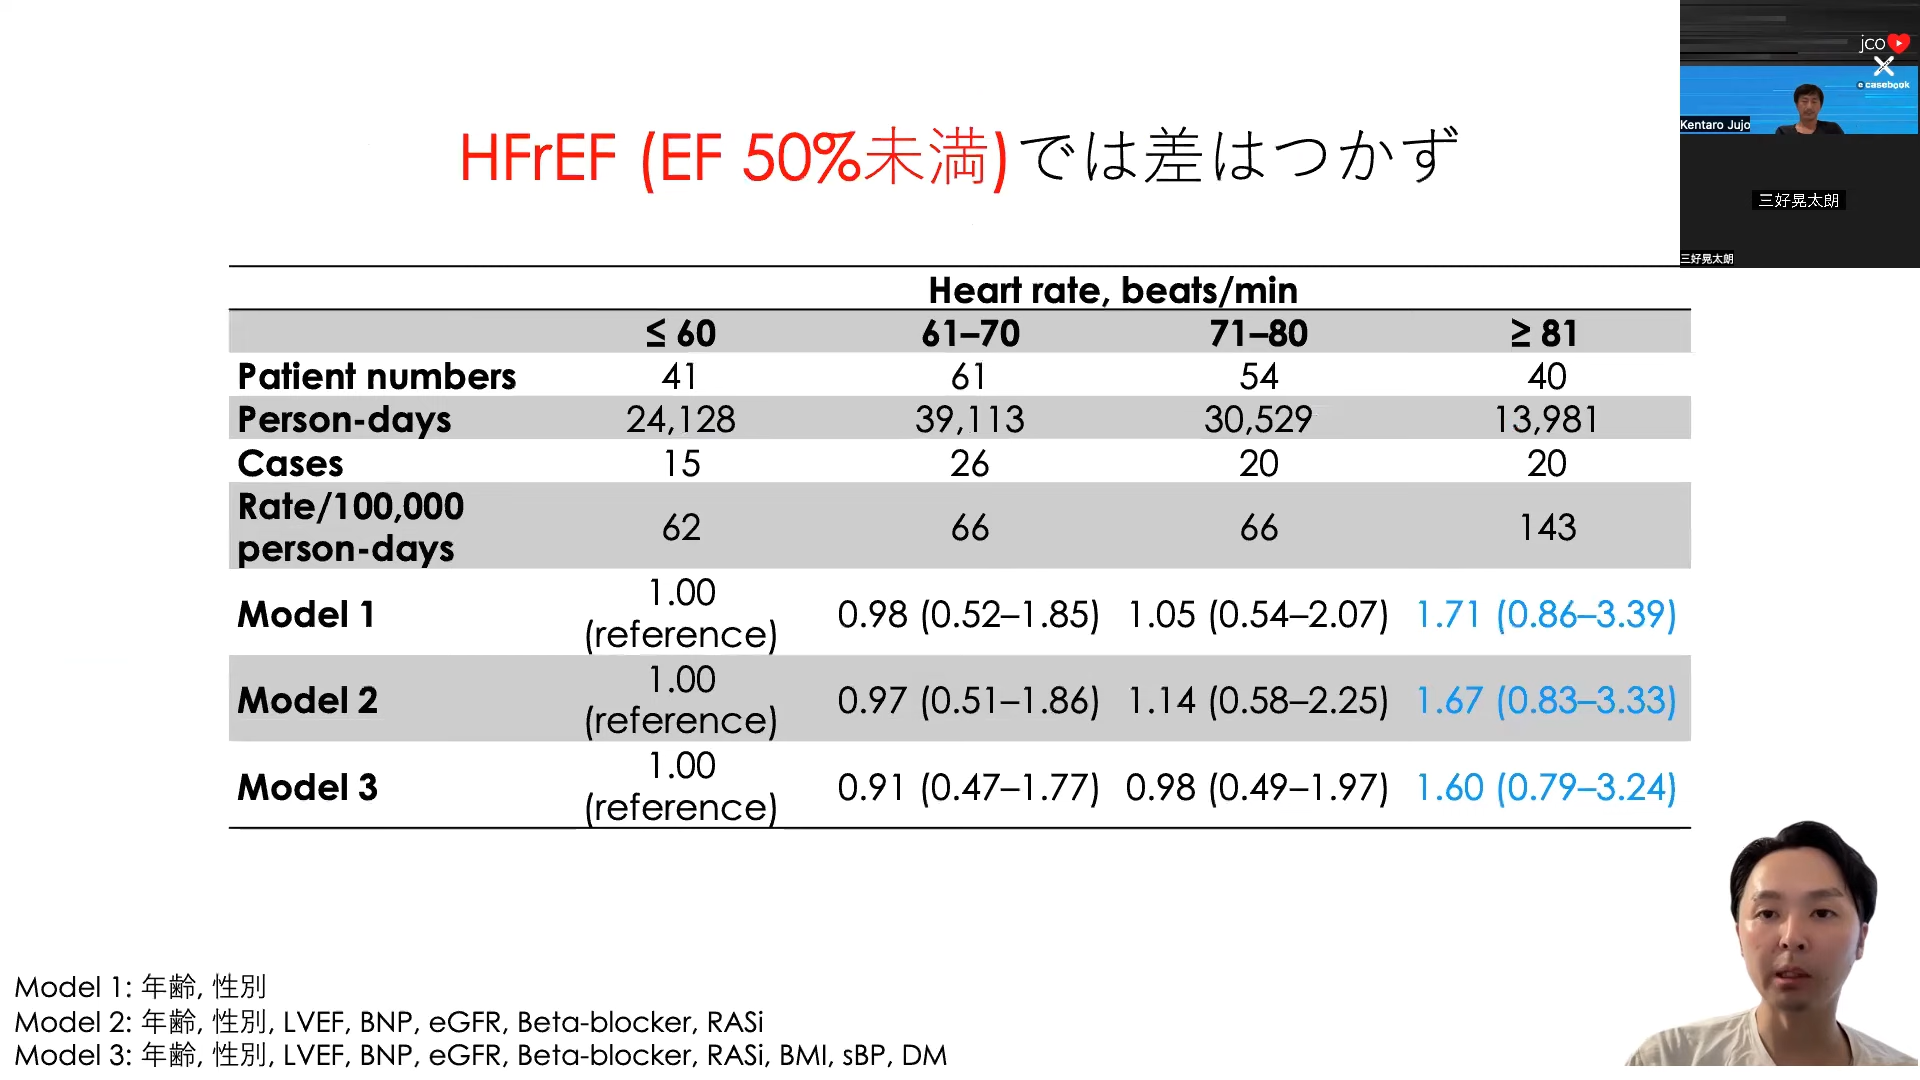 HFrEF (EF 50%未満)では差はつかず
Heart rate, beats/min
≤ 60 61–70 71–80 ≥ 81
Patient numbers 41 61 54 40
Person-days 24,128 39,113 30,529 13,981
Cases 15 26 20 20
Rate/100,000
person-days 62 66 66 143
Model 1 1.00 (reference) 0.98 (0.52–1.85) 1.05 (0.54–2.07) 1.71 (0.86–3.39)
Model 2 1.00 (reference) 0.97 (0.51–1.86) 1.14 (0.58–2.25) 1.67 (0.83–3.33)
Model 3 1.00 (reference) 0.91 (0.47–1.77) 0.98 (0.49–1.97) 1.60 (0.79–3.24)
Model 1: 年齢, 性別
Model 2: 年齢, 性別, LVEF, BNP, eGFR, Beta-blocker, RASi
Model 3: 年齢, 性別, LVEF, BNP, eGFR, Beta-blocker, RASi, BMI, sBP, DM
jco
e casebook
Kentaro Jujo
三好晃太朗
三好晃太朗